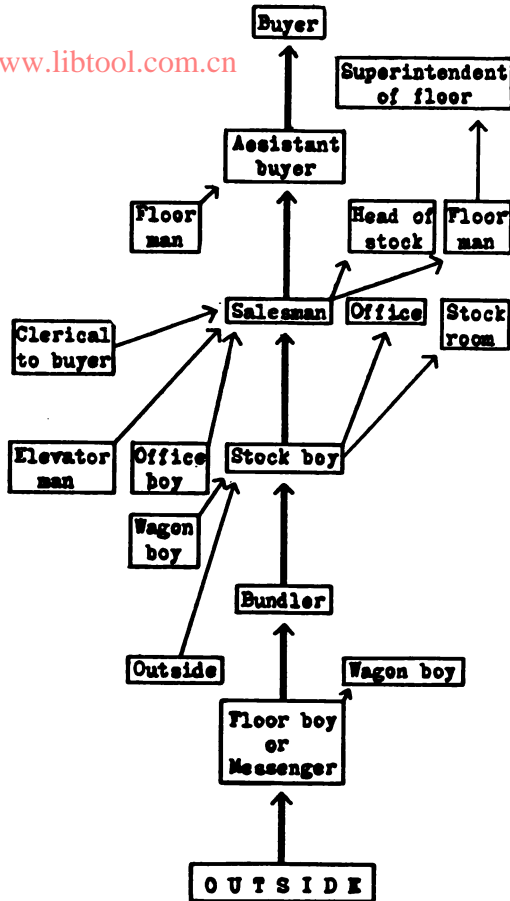 Buyer
www.libtool.com.cn
Superintendent
of floor
Assistant
buyer
Floor
man
Head of
stock
Floor
man
Salesman
Office
Stock
room
Clerical
to buyer
Elevator
man
Office
boy
Stock boy
Wagon
boy
Bundler
Outside
Wagon boy
Floor boy
or
Messenger
OUTSIDE